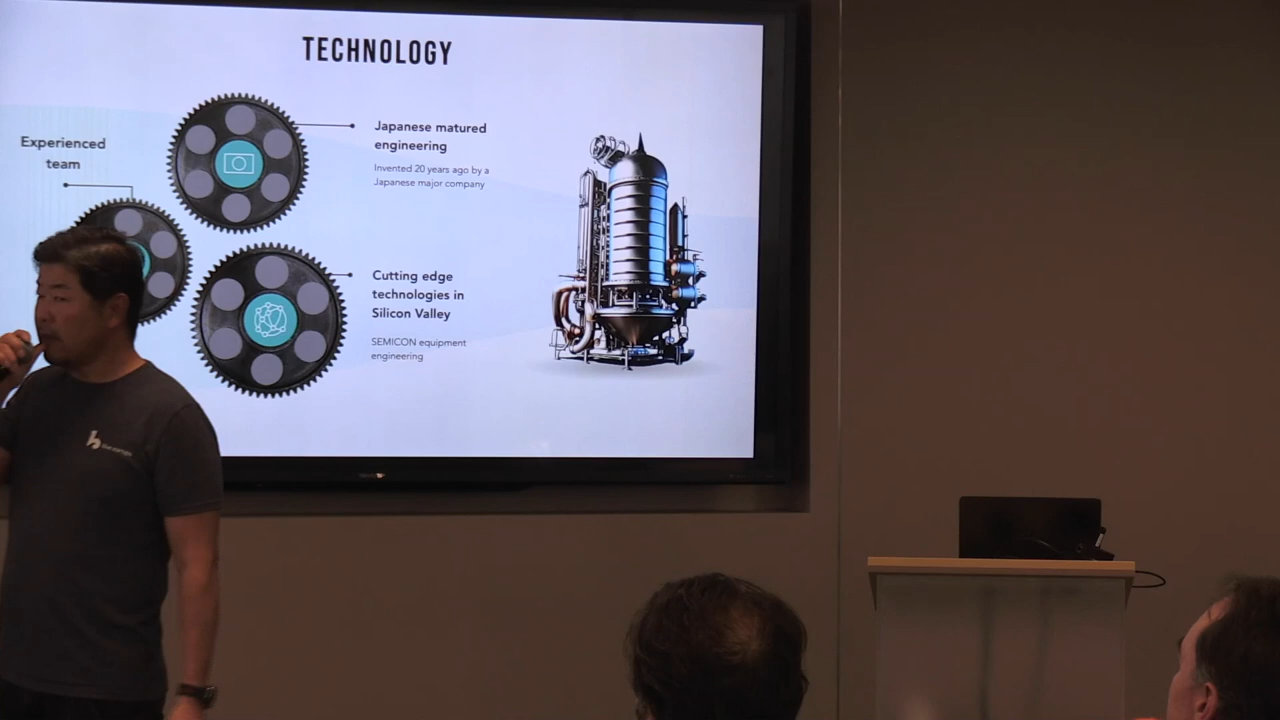 TECHNOLOGY
Experienced
team
Japanese matured
engineering
Invented 20 years ago by a
Japanese major company
Cutting edge
technologies in
Silicon Valley
SEMICON equipment
engineering